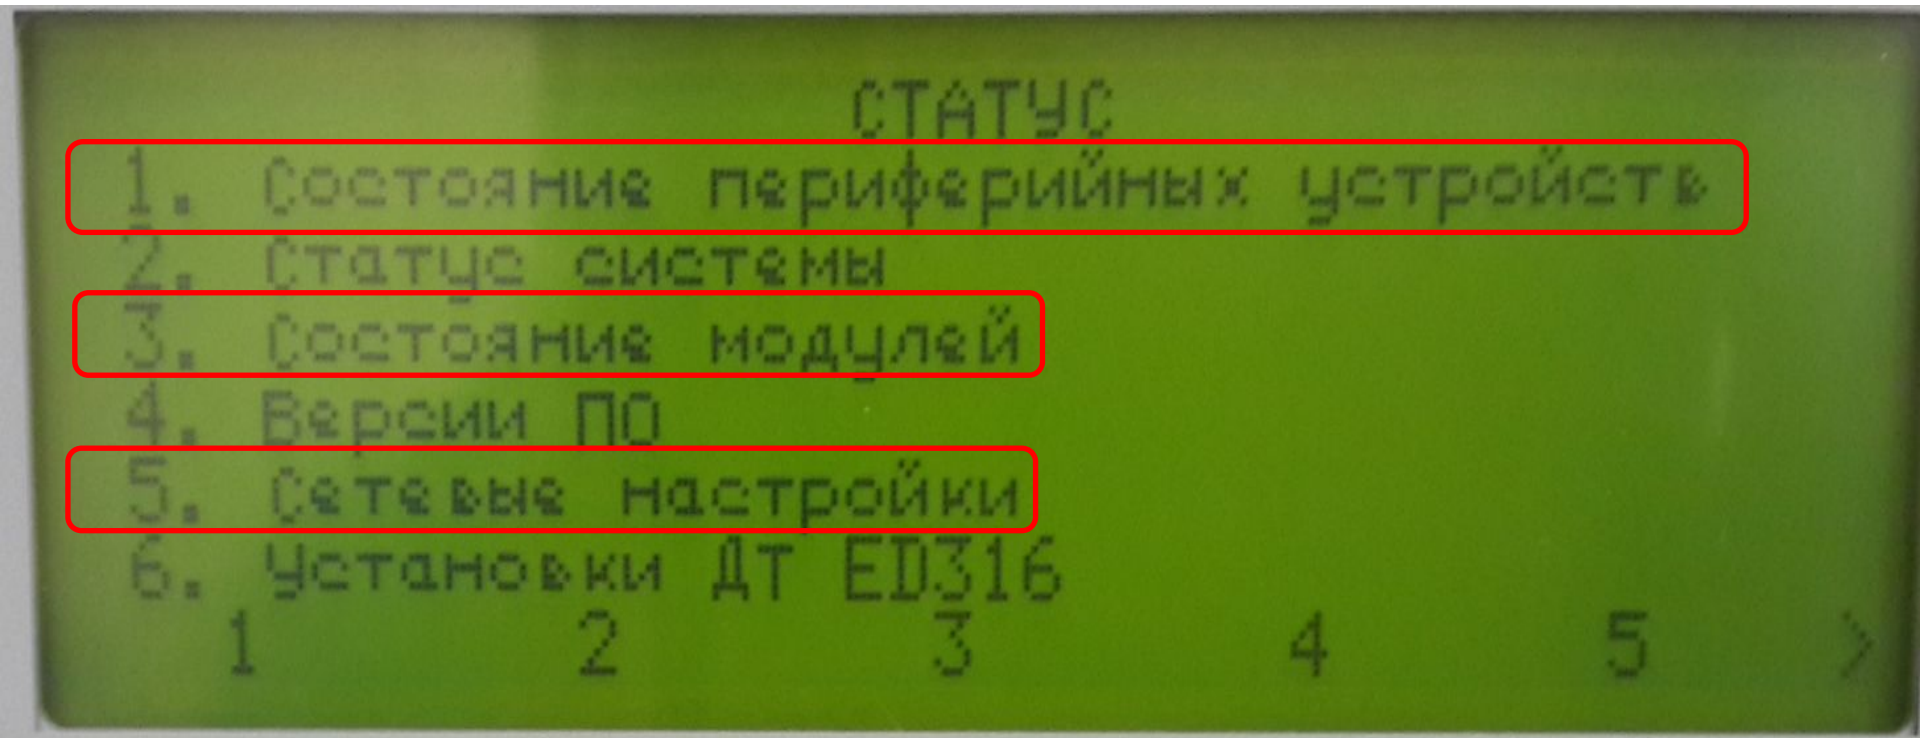 СТАТУС
1. Состояние периферийных устройств
2. Статус системы
3. Состояние модулей
4. Версии ПО
5. Сетевые настройки
6. Установки ДТ ED316
1 2 3 4 5 >